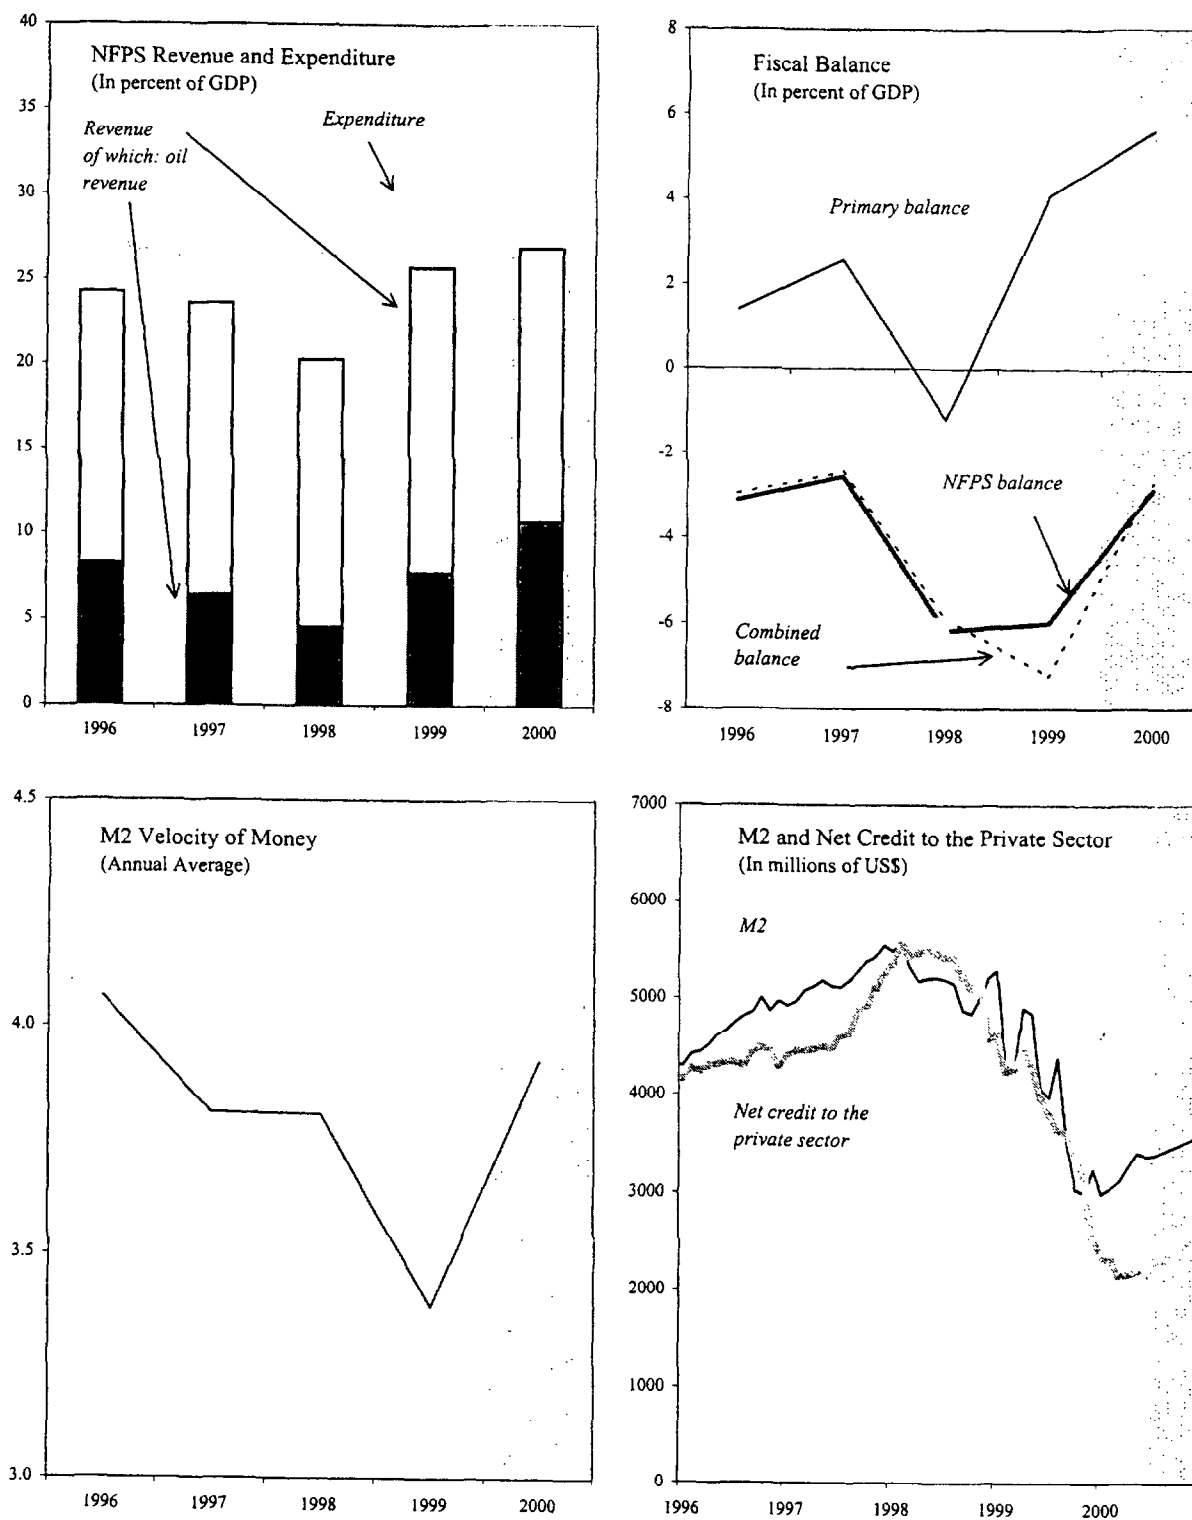 NFPS Revenue and Expenditure
(In percent of GDP)
40
35
30
25
20
15
10
5
0
Revenue
of which: oil
revenue
Expenditure
1996 1997 1998 1999 2000
Fiscal Balance
(In percent of GDP)
8
6
4
2
0
-2
-4
-6
-8
Primary balance
NFPS balance
Combined
balance
1996 1997 1998 1999 2000
M2 Velocity of Money
(Annual Average)
4.5
4.0
3.5
3.0
1996 1997 1998 1999 2000
M2 and Net Credit to the Private Sector
(In millions of US$)
7000
6000
5000
4000
3000
2000
1000
0
M2
Net credit to the
private sector
1996 1997 1998 1999 2000